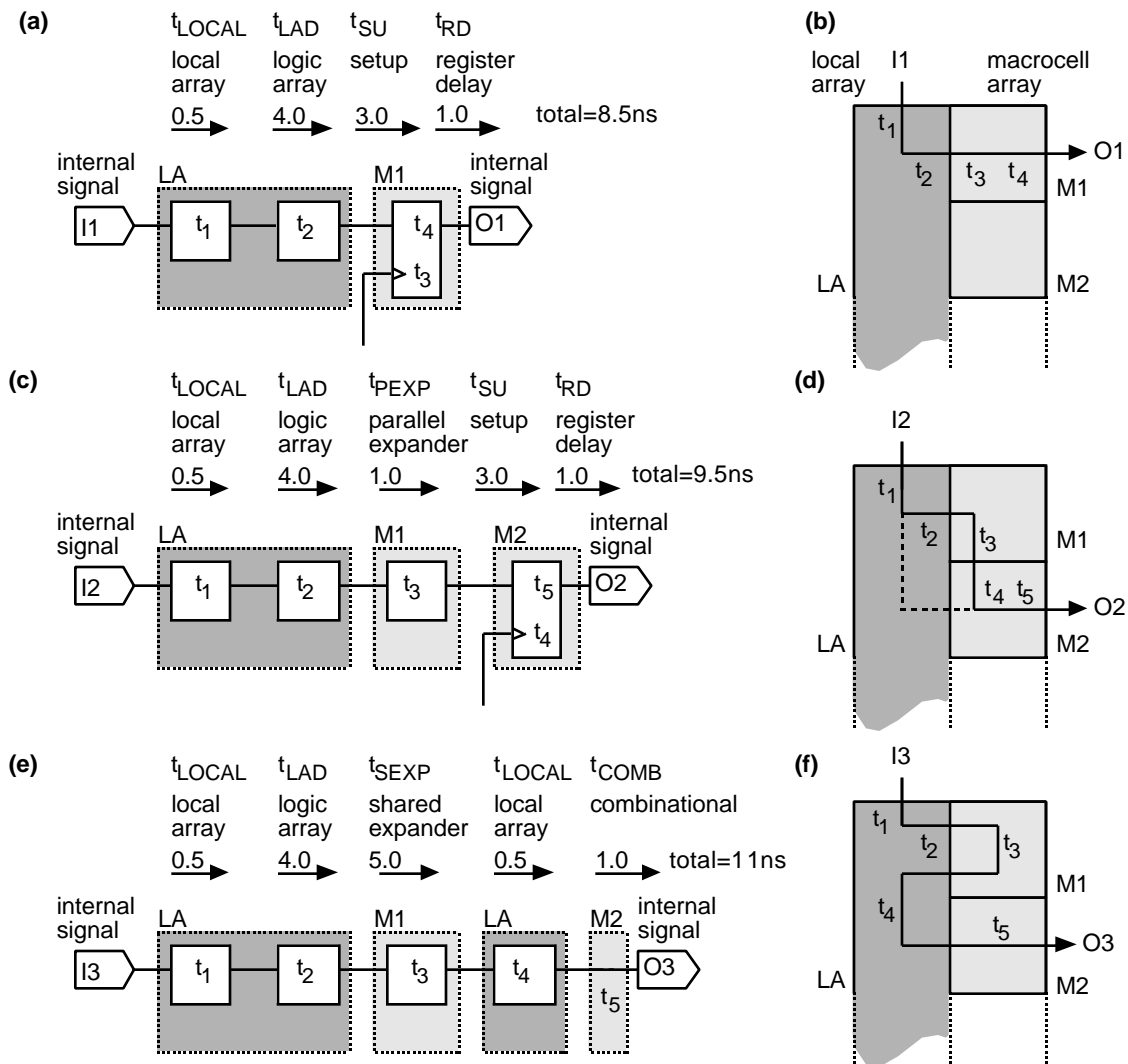 (a)
tLOCAL tLAD tSU tRD
local array logic array setup register delay
0.5 4.0 3.0 1.0 total=8.5ns
internal signal LA M1 internal signal
I1 t1 t2 t4 O1
t3
(b)
local array I1 macrocell array
t1 O1
t2 t3 t4 M1
LA M2
(c)
tLOCAL tLAD tPEXP tSU tRD
local array logic array parallel expander setup register delay
0.5 4.0 1.0 3.0 1.0 total=9.5ns
internal signal LA M1 M2 internal signal
I2 t1 t2 t3 t5 O2
t4
(d)
I2
t1
t2 t3 M1
t4 t5 O2
LA M2
(e)
tLOCAL tLAD tSEXP tLOCAL tCOMB
local array logic array shared expander local array combinational
0.5 4.0 5.0 0.5 1.0 total=11ns
internal signal LA M1 LA M2 internal signal
I3 t1 t2 t3 t4 O3
t5
(f)
I3
t1
t2 t3
M1
t4 t5
O3
LA M2